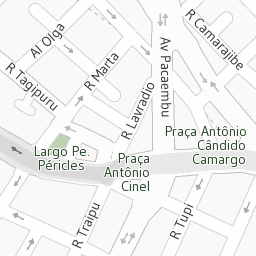 Al Olga
R Marta
R Tagipuru
Av Pacaembu
R Camarajibe
R Lavradio
Praça Antônio
Cândido
Camargo
Largo Pe.
Péricles
Praça
Antônio
Cinel
R Traipu
R Tupi